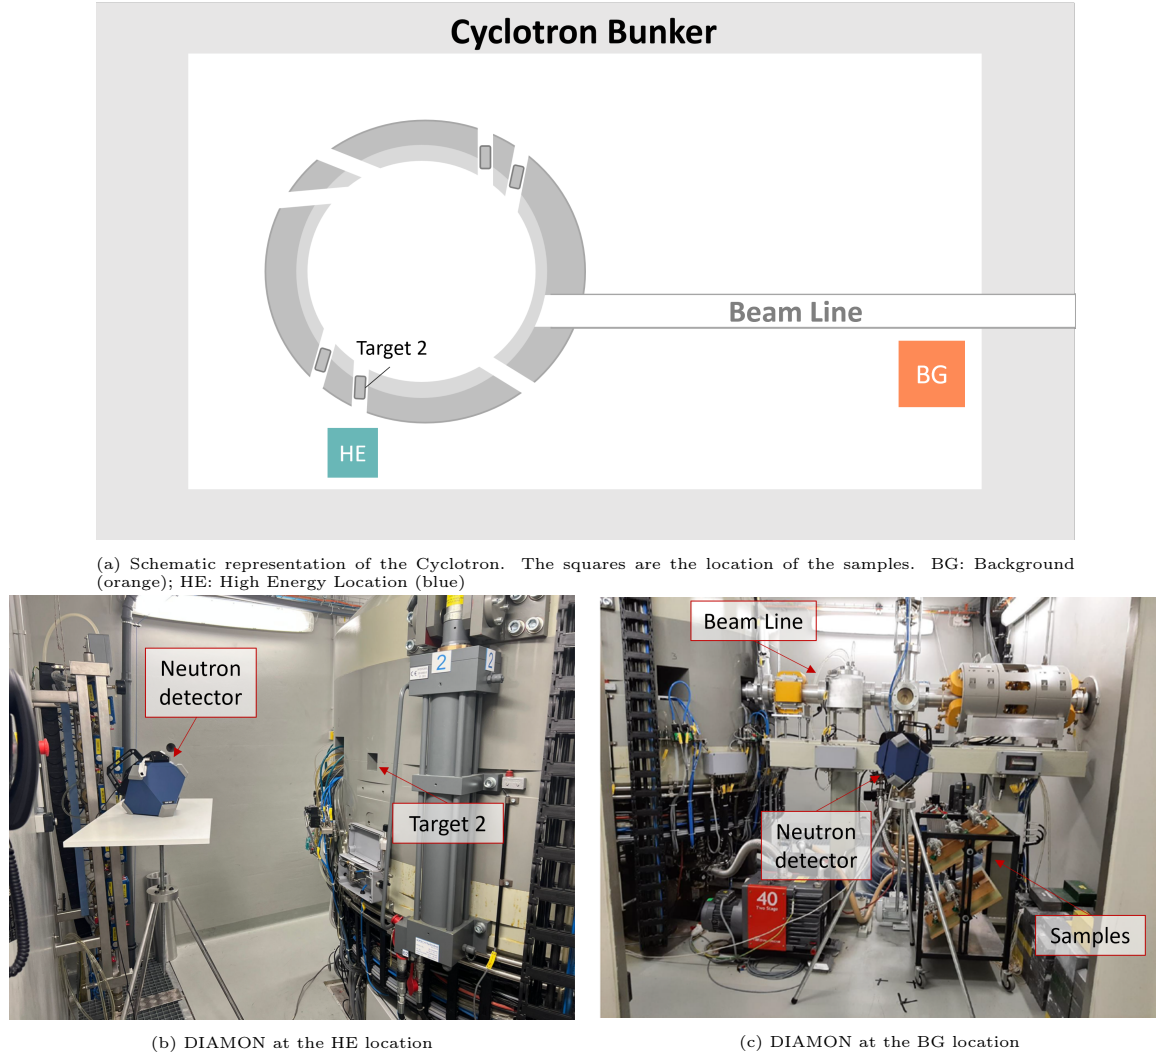 Cyclotron Bunker
Target 2
Beam Line
BG
HE
(a) Schematic representation of the Cyclotron. The squares are the location of the samples. BG: Background
(orange); HE: High Energy Location (blue)
Neutron
detector
2
2
Target 2
(b) DIAMON at the HE location
Beam Line
40
Neutron
detector
Samples
K
(c) DIAMON at the BG location